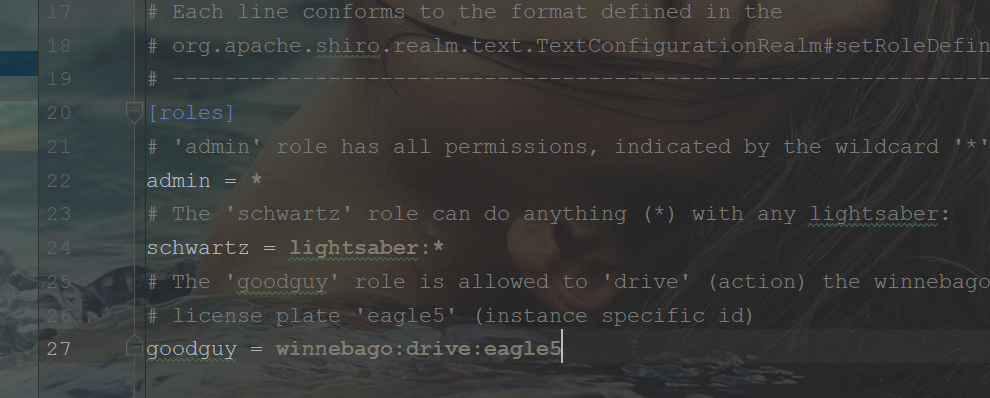 17 # Each line conforms to the format defined in the
18 # org.apache.shiro.realm.text.TextConfigurationRealm#setRoleDefin
19 # ------------------------------------------------------------------
20 [roles]
21 # 'admin' role has all permissions, indicated by the wildcard '*'
22 admin = *
23 # The 'schwartz' role can do anything (*) with any lightsaber:
24 schwartz = lightsaber:*
25 # The 'goodguy' role is allowed to 'drive' (action) the winnebago
26 # license plate 'eagle5' (instance specific id)
27 goodguy = winnebago:drive:eagle5